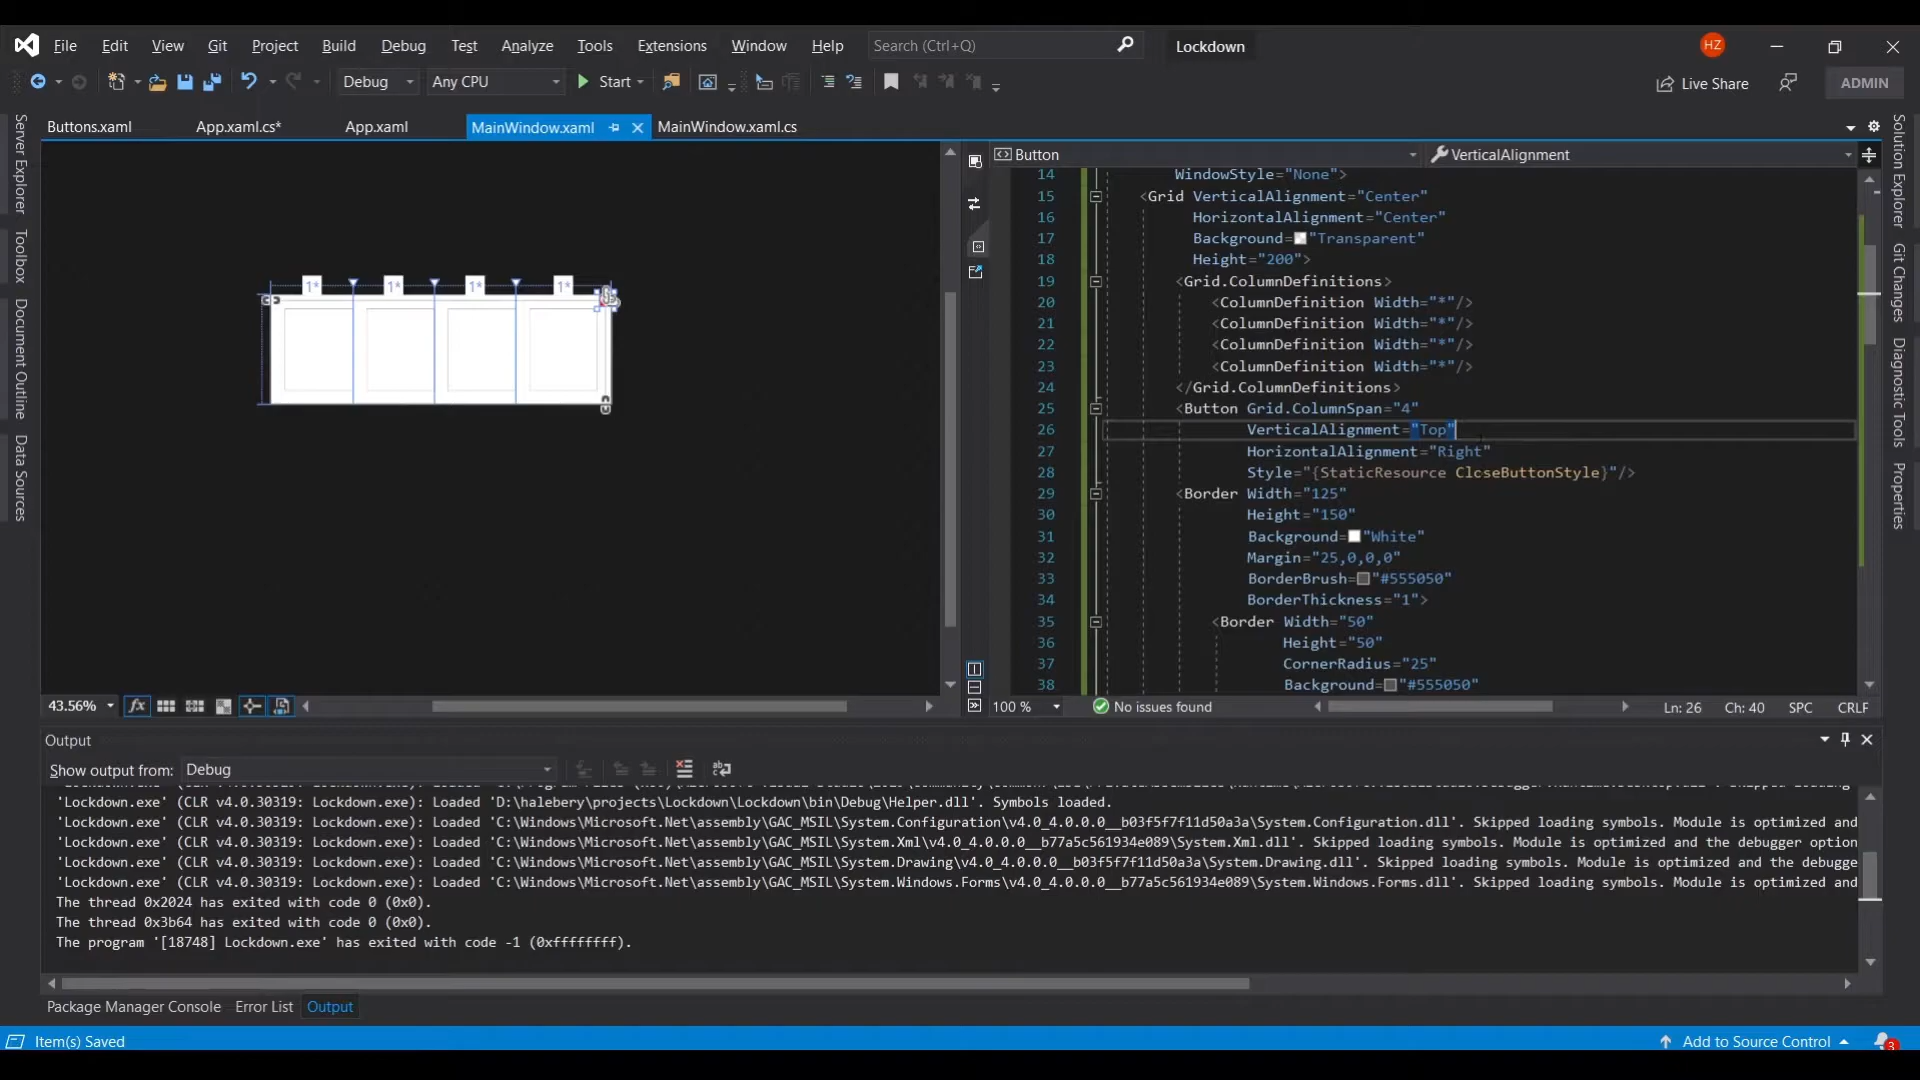 File Edit View Git Project Build Debug Test Analyze Tools Extensions Window Help Search (Ctrl+Q) Lockdown HZ
Debug Any CPU Start Live Share ADMIN
Server Explorer
Toolbox
Document Outline
Data Sources
Buttons.xaml App.xaml.cs* App.xaml MainWindow.xaml MainWindow.xaml.cs
1* 1* 1* 1*
43.56% fx
Button VerticalAlignment
14 WindowStyle="None">
15 <Grid VerticalAlignment="Center"
16 HorizontalAlignment="Center"
17 Background="Transparent"
18 Height="200">
19 <Grid.ColumnDefinitions>
20 <ColumnDefinition Width="*"/>
21 <ColumnDefinition Width="*"/>
22 <ColumnDefinition Width="*"/>
23 <ColumnDefinition Width="*"/>
24 </Grid.ColumnDefinitions>
25 <Button Grid.ColumnSpan="4"
26 VerticalAlignment="Top"
27 HorizontalAlignment="Right"
28 Style="{StaticResource ClcseButtonStyle}"/>
29 <Border Width="125"
30 Height="150"
31 Background="White"
32 Margin="25,0,0,0"
33 BorderBrush="#555050"
34 BorderThickness="1">
35 <Border Width="50"
36 Height="50"
37 CornerRadius="25"
38 Background="#555050"
100 % No issues found Ln: 26 Ch: 40 SPC CRLF
Solution Explorer
Git Changes
Diagnostic Tools
Properties
Output
Show output from: Debug
'Lockdown.exe' (CLR v4.0.30319: Lockdown.exe): Loaded 'D:\halebery\projects\Lockdown\Lockdown\bin\Debug\Helper.dll'. Symbols loaded.
'Lockdown.exe' (CLR v4.0.30319: Lockdown.exe): Loaded 'C:\Windows\Microsoft.Net\assembly\GAC_MSIL\System.Configuration\v4.0_4.0.0.0__b03f5f7f11d50a3a\System.Configuration.dll'. Skipped loading symbols. Module is optimized and
'Lockdown.exe' (CLR v4.0.30319: Lockdown.exe): Loaded 'C:\Windows\Microsoft.Net\assembly\GAC_MSIL\System.Xml\v4.0_4.0.0.0__b77a5c561934e089\System.Xml.dll'. Skipped loading symbols. Module is optimized and the debugger option
'Lockdown.exe' (CLR v4.0.30319: Lockdown.exe): Loaded 'C:\Windows\Microsoft.Net\assembly\GAC_MSIL\System.Drawing\v4.0_4.0.0.0__b03f5f7f11d50a3a\System.Drawing.dll'. Skipped loading symbols. Module is optimized and the debugge
'Lockdown.exe' (CLR v4.0.30319: Lockdown.exe): Loaded 'C:\Windows\Microsoft.Net\assembly\GAC_MSIL\System.Windows.Forms\v4.0_4.0.0.0__b77a5c561934e089\System.Windows.Forms.dll'. Skipped loading symbols. Module is optimized and
The thread 0x2024 has exited with code 0 (0x0).
The thread 0x3b64 has exited with code 0 (0x0).
The program '[18748] Lockdown.exe' has exited with code -1 (0xffffffff).
Package Manager Console Error List Output
Item(s) Saved Add to Source Control 3